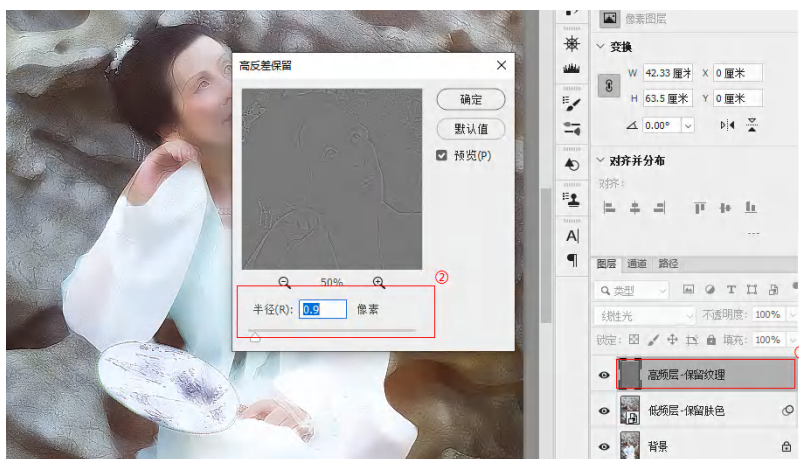 像素图层
变换
W 42.33 厘米 X 0 厘米
H 63.5 厘米 Y 0 厘米
0.00°
对齐并分布
对齐：
图层 通道 路径
类型
线性光 不透明度: 100%
锁定: 填充: 100%
高频层-保留纹理
低频层-保留肤色
背景
高反差保留
确定
默认值
预览(P)
50%
②
半径(R): 0.9 像素